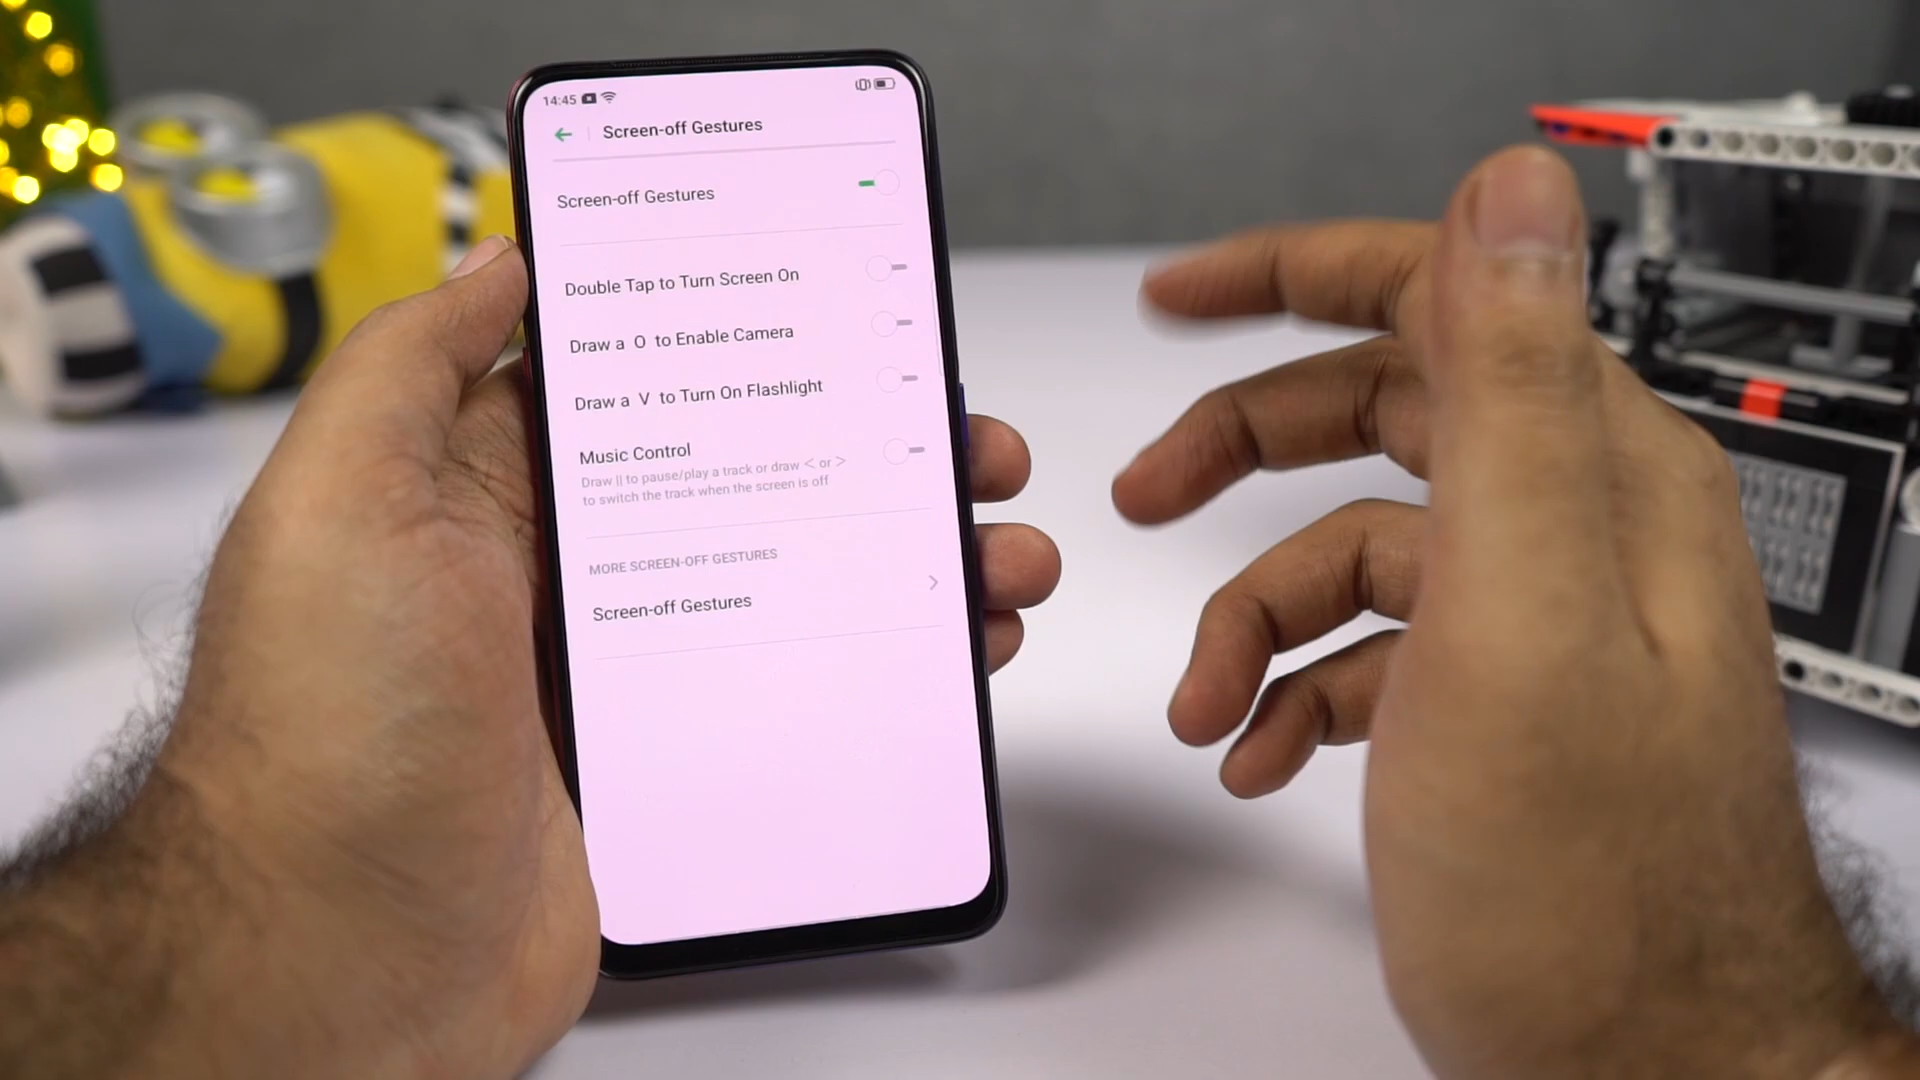 14:45
Screen-off Gestures
Screen-off Gestures
Double Tap to Turn Screen On
Draw a O to Enable Camera
Draw a V to Turn On Flashlight
Music Control
Draw || to pause/play a track or draw < or >
to switch the track when the screen is off
MORE SCREEN-OFF GESTURES
Screen-off Gestures